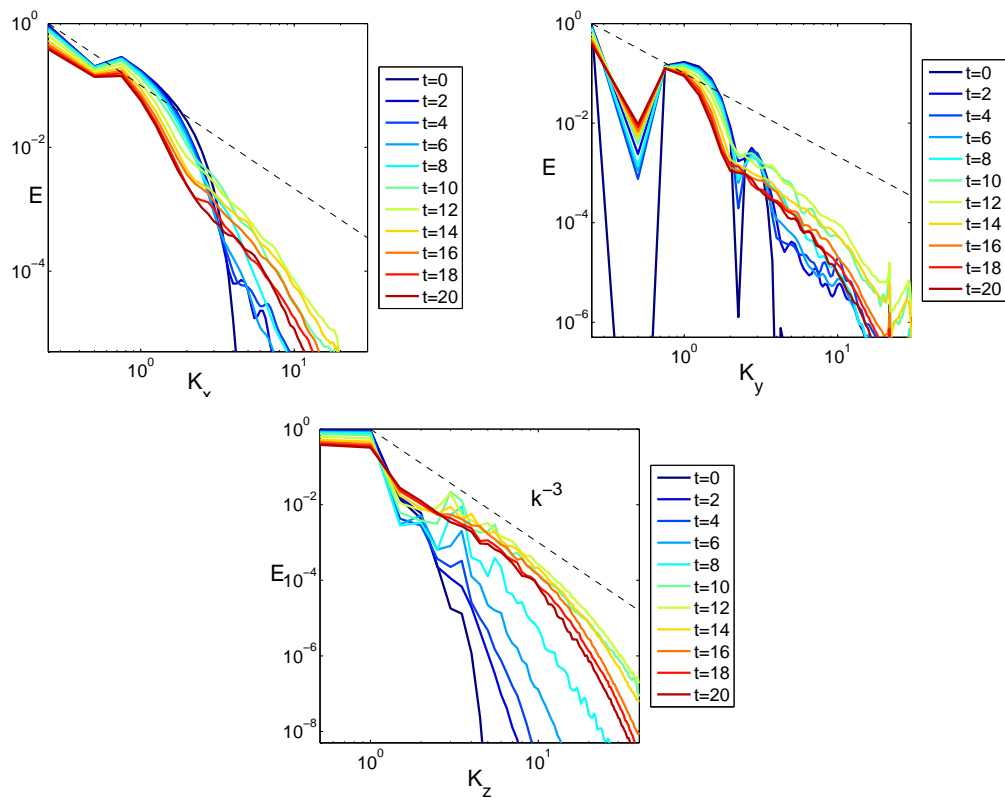 10^0
10^-2
10^-4
E
10^0
10^1
K_x
t=0
t=2
t=4
t=6
t=8
t=10
t=12
t=14
t=16
t=18
t=20
10^0
10^-2
10^-4
10^-6
E
10^0
10^1
K_y
t=0
t=2
t=4
t=6
t=8
t=10
t=12
t=14
t=16
t=18
t=20
10^0
10^-2
10^-4
10^-6
10^-8
E
k^-3
10^0
10^1
K_z
t=0
t=2
t=4
t=6
t=8
t=10
t=12
t=14
t=16
t=18
t=20